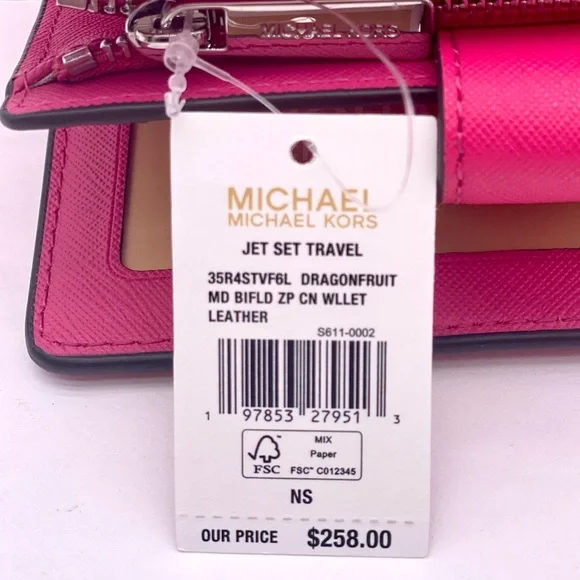 MICHAEL KORS
MICHAEL
MICHAEL KORS
JET SET TRAVEL
35R4STVF6L DRAGONFRUIT
MD BIFLD ZP CN WLLET
LEATHER
S611-0002
1 97853 27951 3
FSC
MIX
Paper
FSC™ C012345
NS
OUR PRICE $258.00